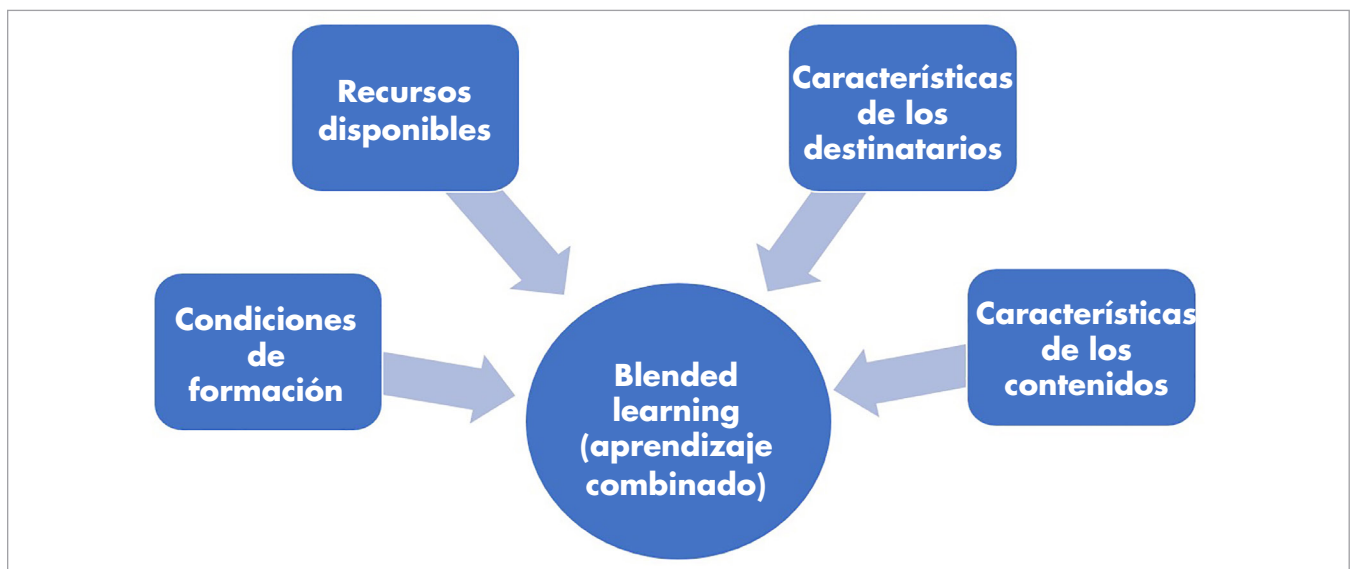 Recursos
disponibles
Características
de los
destinatarios
Condiciones
de
formación
Características
de los
contenidos
Blended
learning
(aprendizaje
combinado)